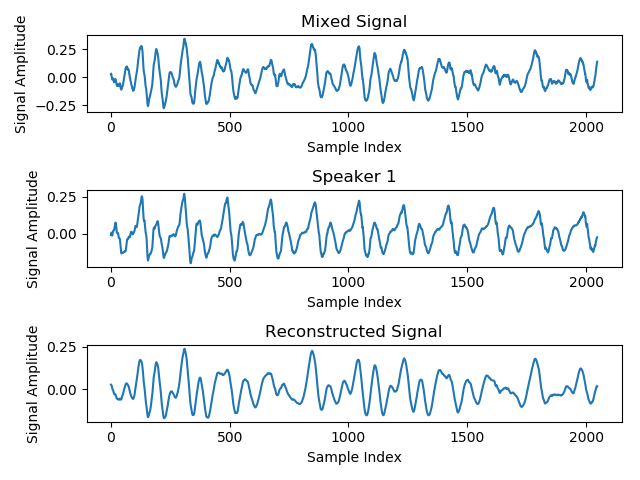 Mixed Signal
Signal Amplitude
0.25
0.00
−0.25
0 500 1000 1500 2000
Sample Index
Speaker 1
Signal Amplitude
0.25
0.00
0 500 1000 1500 2000
Sample Index
Reconstructed Signal
Signal Amplitude
0.25
0.00
0 500 1000 1500 2000
Sample Index